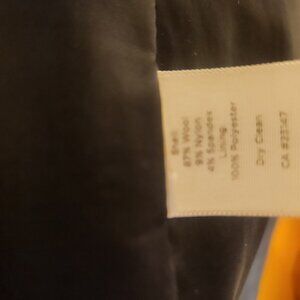 Shell
87% Wool
9% Nylon
4% Spandex
Lining
100% Polyester
Dry Clean
CA #23147